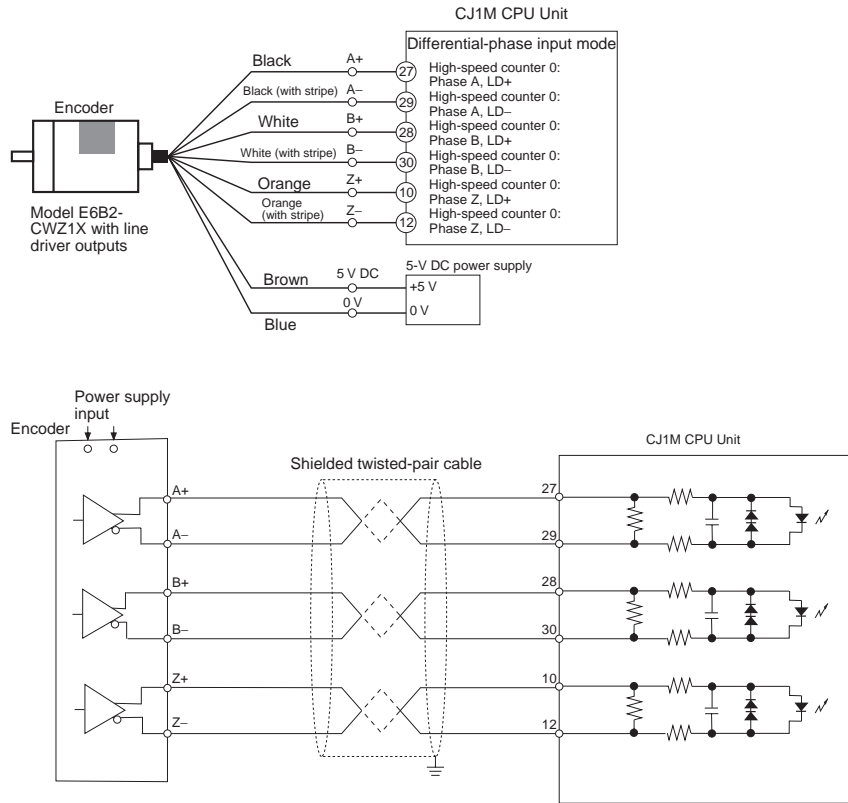 CJ1M CPU Unit
Differential-phase input mode
Encoder
Model E6B2-
CWZ1X with line
driver outputs
Black A+ 27 High-speed counter 0:
Phase A, LD+
Black (with stripe) A− 29 High-speed counter 0:
Phase A, LD−
White B+ 28 High-speed counter 0:
Phase B, LD+
White (with stripe) B− 30 High-speed counter 0:
Phase B, LD−
Orange Z+ 10 High-speed counter 0:
Phase Z, LD+
Orange
(with stripe) Z− 12 High-speed counter 0:
Phase Z, LD−
5-V DC power supply
Brown 5 V DC +5 V
0 V 0 V
Blue
Power supply
input
Encoder
CJ1M CPU Unit
Shielded twisted-pair cable
A+ 27
A− 29
B+ 28
B− 30
Z+ 10
Z− 12